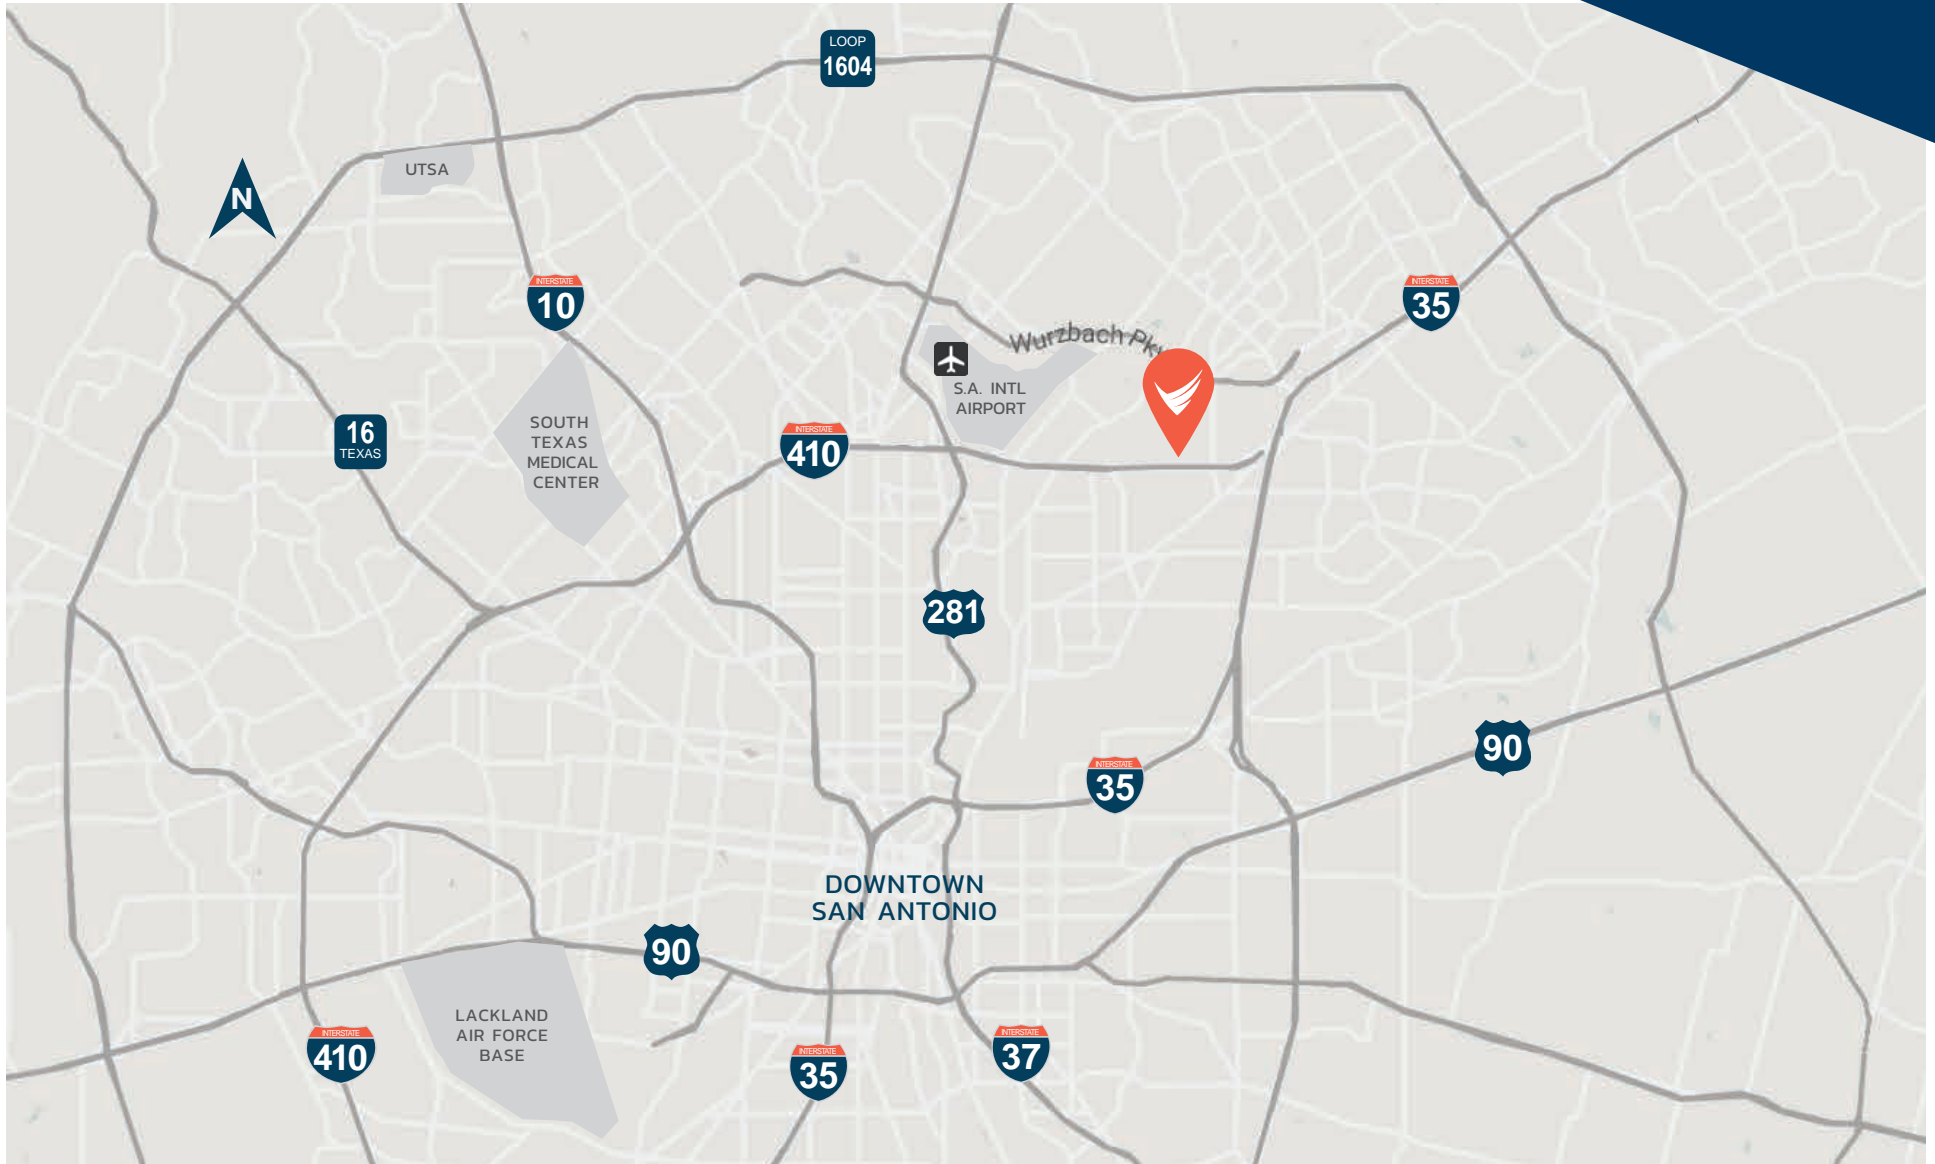 LOOP
1604
UTSA
N
INTERSTATE
10
INTERSTATE
35
Wurzbach Pkwy
S.A. INTL
AIRPORT
16
TEXAS
SOUTH
TEXAS
MEDICAL
CENTER
INTERSTATE
410
281
90
INTERSTATE
35
DOWNTOWN
SAN ANTONIO
90
LACKLAND
AIR FORCE
BASE
INTERSTATE
410
INTERSTATE
35
INTERSTATE
37